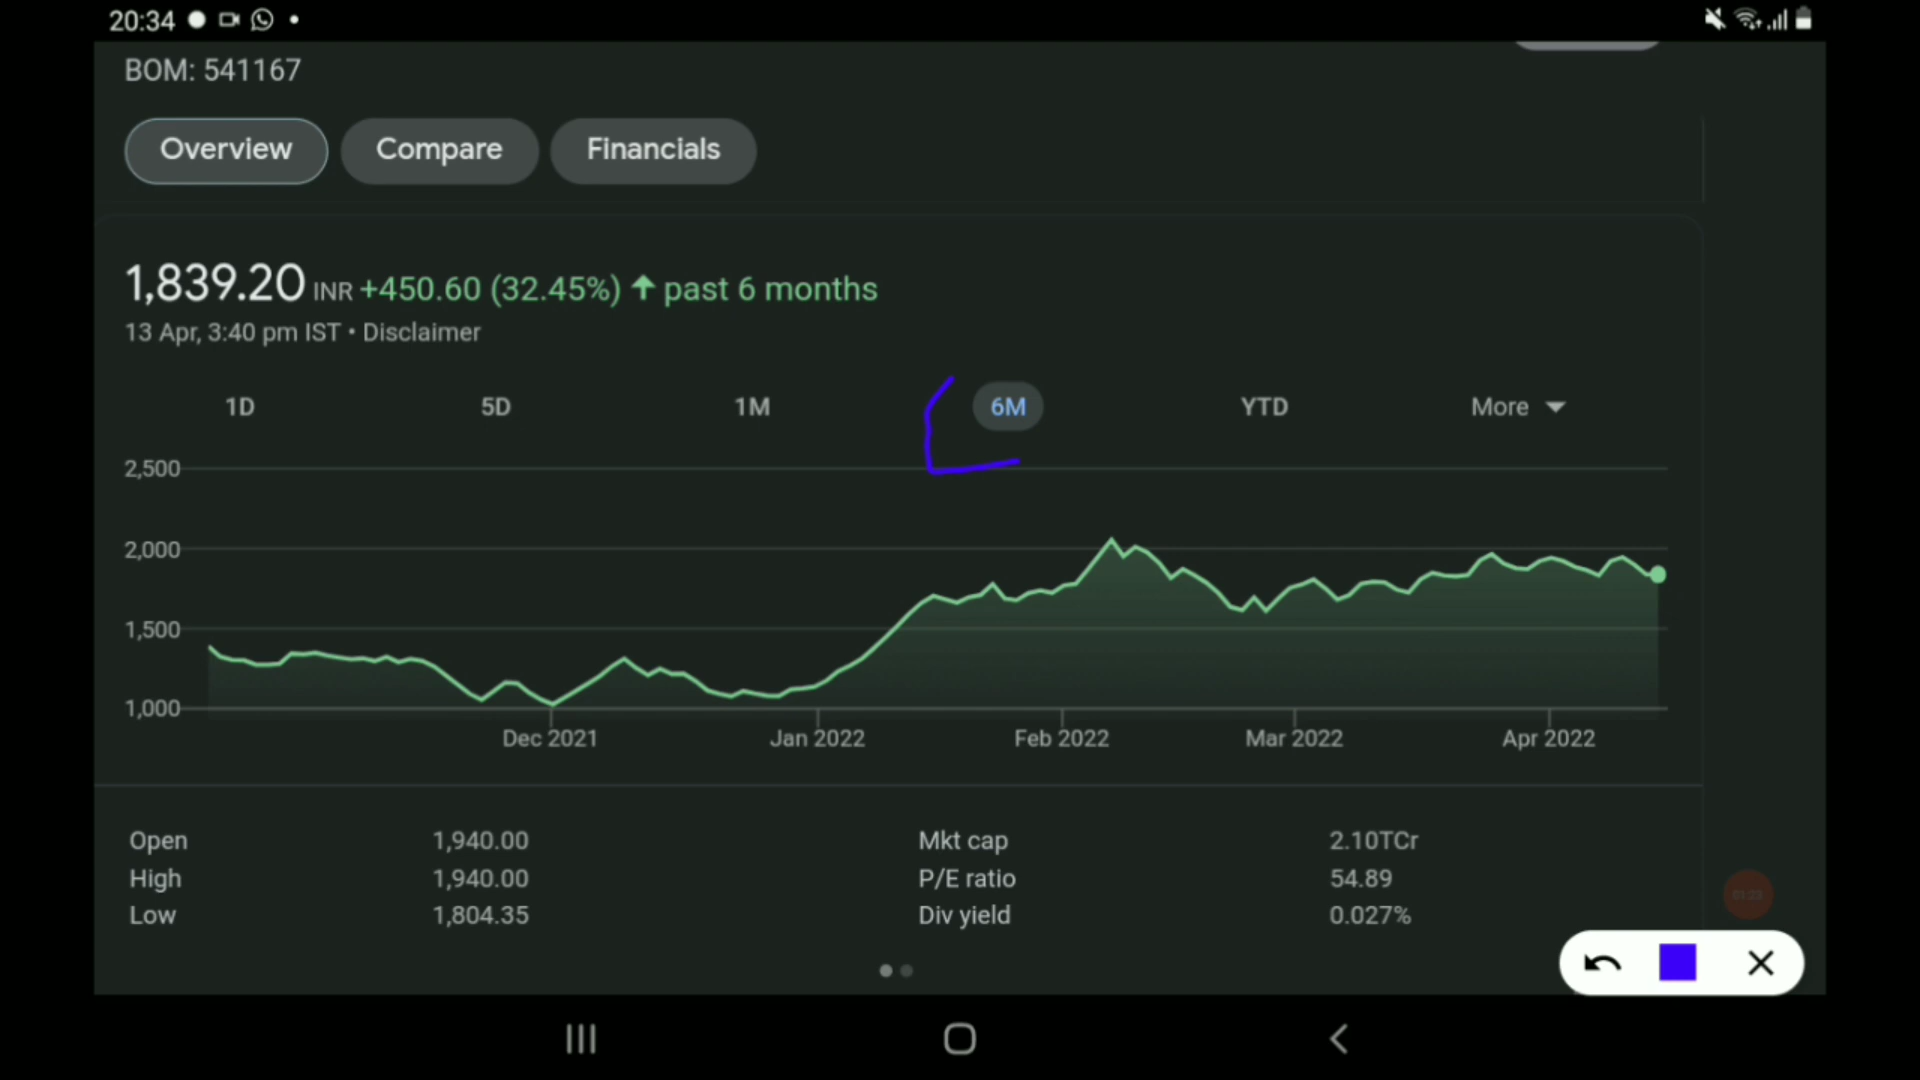 20:34
BOM: 541167
Overview Compare Financials
1,839.20 INR +450.60 (32.45%) past 6 months
13 Apr, 3:40 pm IST • Disclaimer
1D 5D 1M 6M YTD More
2,500
2,000
1,500
1,000
Dec 2021 Jan 2022 Feb 2022 Mar 2022 Apr 2022
Open 1,940.00 Mkt cap 2.10TCr
High 1,940.00 P/E ratio 54.89
Low 1,804.35 Div yield 0.027%